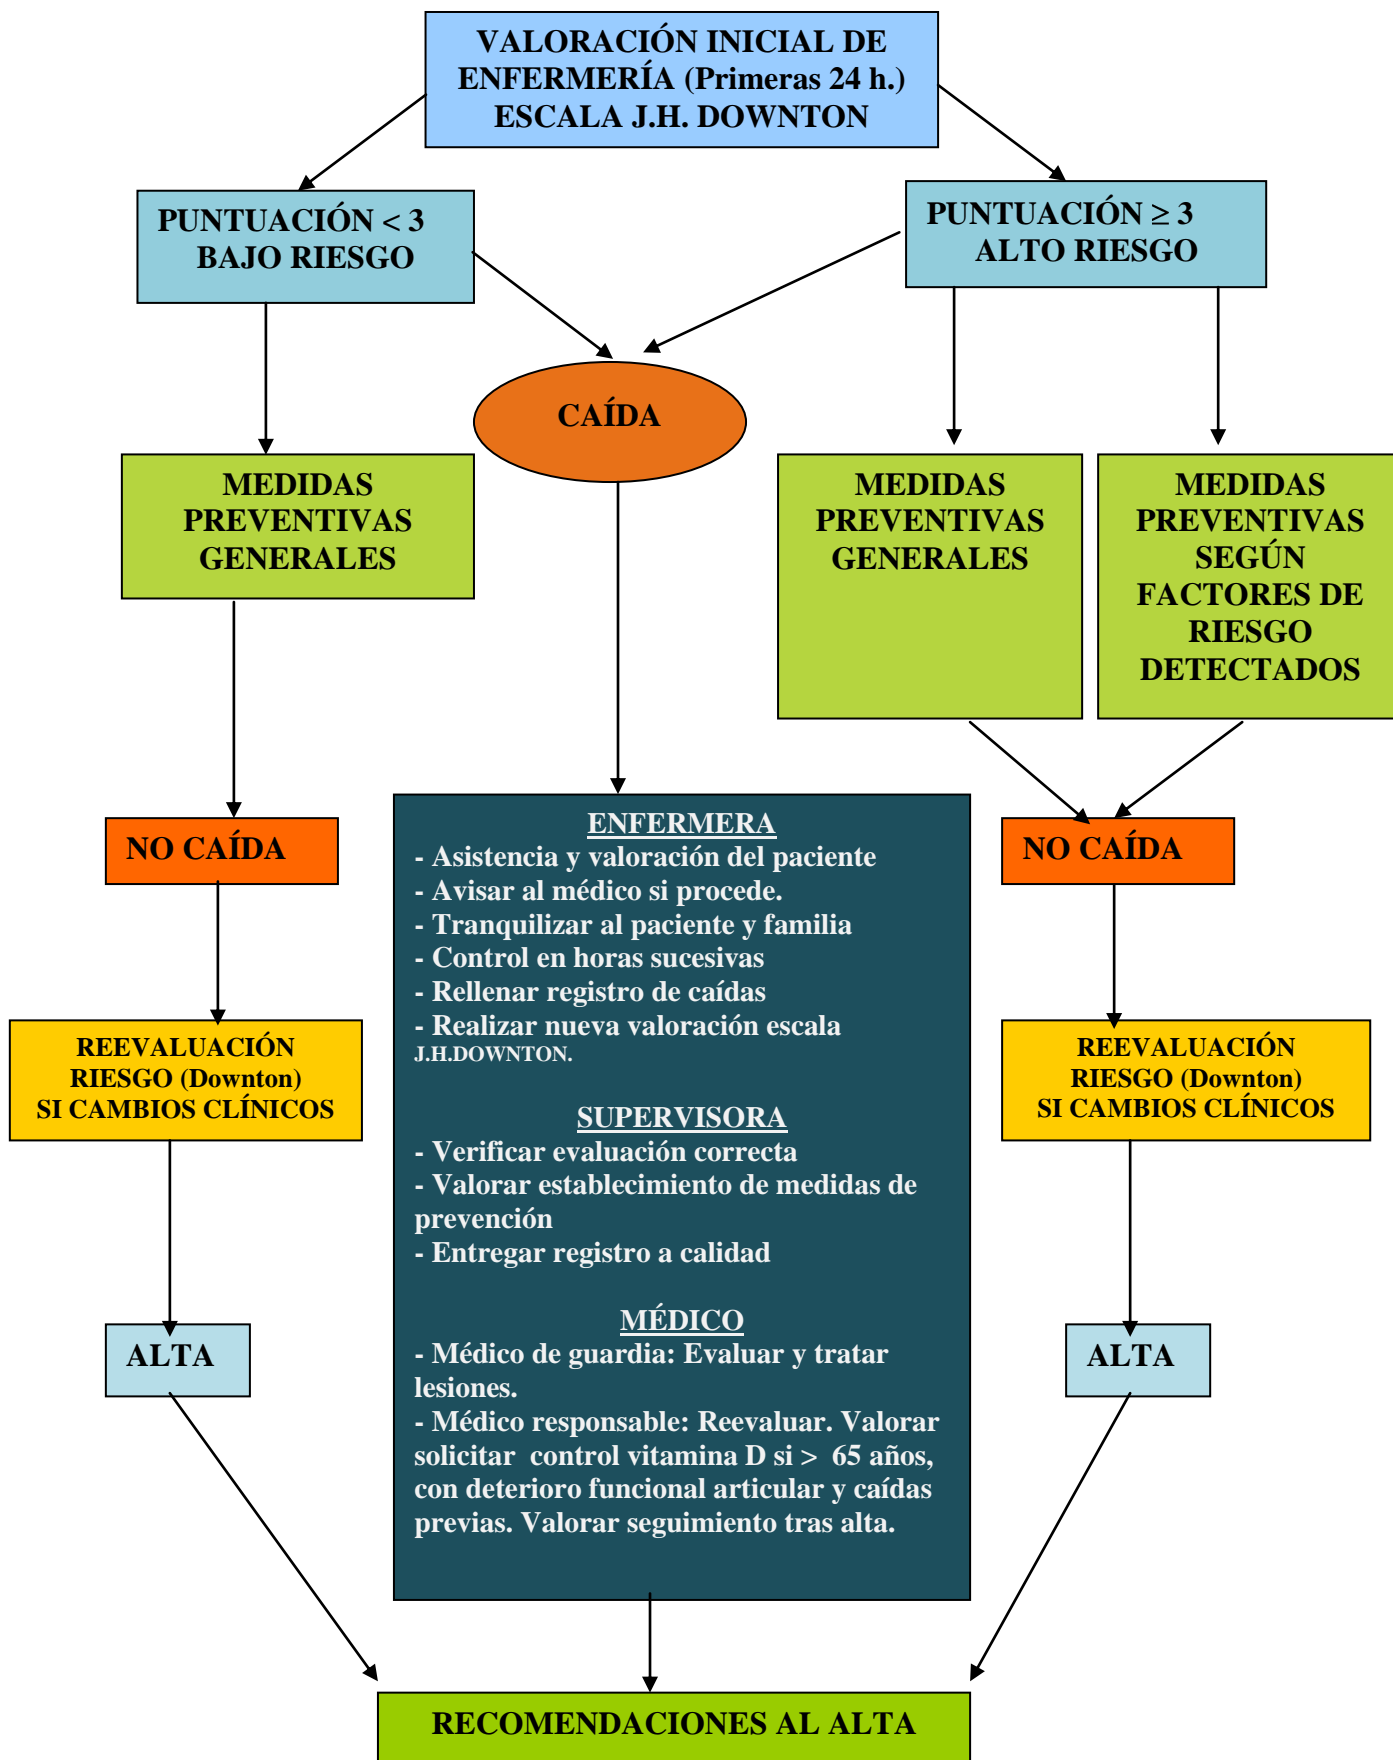 VALORACIÓN INICIAL DE
ENFERMERÍA (Primeras 24 h.)
ESCALA J.H. DOWNTON
PUNTUACIÓN < 3
BAJO RIESGO
PUNTUACIÓN ≥ 3
ALTO RIESGO
CAÍDA
MEDIDAS
PREVENTIVAS
GENERALES
MEDIDAS
PREVENTIVAS
GENERALES
MEDIDAS
PREVENTIVAS
SEGÚN
FACTORES DE
RIESGO
DETECTADOS
NO CAÍDA
ENFERMERA
- Asistencia y valoración del paciente
- Avisar al médico si procede.
- Tranquilizar al paciente y familia
- Control en horas sucesivas
- Rellenar registro de caídas
- Realizar nueva valoración escala
J.H.DOWNTON.
SUPERVISORA
- Verificar evaluación correcta
- Valorar establecimiento de medidas de
prevención
- Entregar registro a calidad
MÉDICO
- Médico de guardia: Evaluar y tratar
lesiones.
- Médico responsable: Reevaluar. Valorar
solicitar  control vitamina D si >  65 años,
con deterioro funcional articular y caídas
previas. Valorar seguimiento tras alta.
NO CAÍDA
REEVALUACIÓN
RIESGO (Downton)
SI CAMBIOS CLÍNICOS
REEVALUACIÓN
RIESGO (Downton)
SI CAMBIOS CLÍNICOS
ALTA
ALTA
RECOMENDACIONES AL ALTA